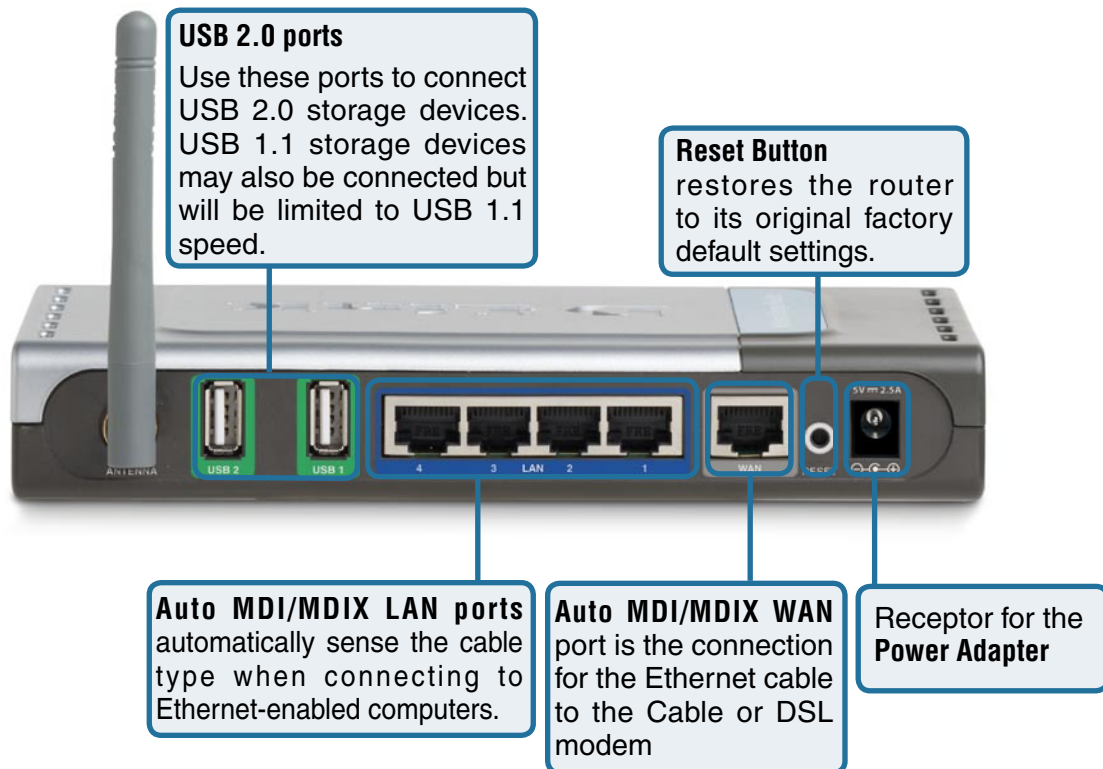 USB 2.0 ports
Use these ports to connect
USB 2.0 storage devices.
USB 1.1 storage devices
may also be connected but
will be limited to USB 1.1
speed.
Reset Button
restores the router
to its original factory
default settings.
5V 2.5A
ANTENNA
USB 2
USB 1
4
3
LAN
2
1
WAN
RESET
Auto MDI/MDIX LAN ports
automatically sense the cable
type when connecting to
Ethernet-enabled computers.
Auto MDI/MDIX WAN
port is the connection
for the Ethernet cable
to the Cable or DSL
modem
Receptor for the
Power Adapter